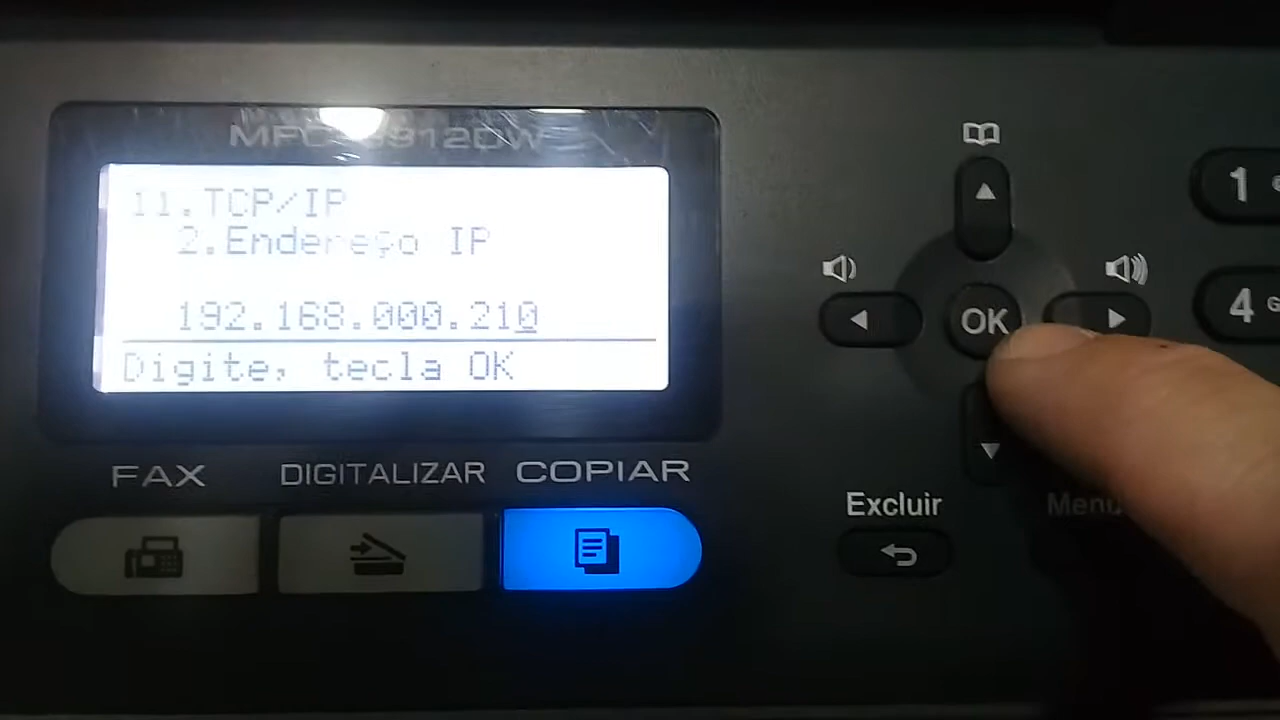 11.TCP/IP
2.Endereço IP
192.168.000.210
Digite, tecla OK
FAX DIGITALIZAR COPIAR
OK
Excluir
1
4